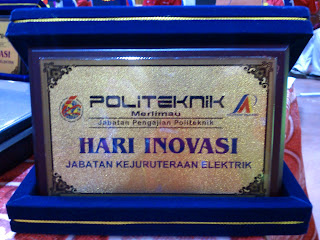 POLITEKNIK
Merlimau
Jabatan Pengajian Politeknik
HARI INOVASI
JABATAN KEJURUTERAAN ELEKTRIK